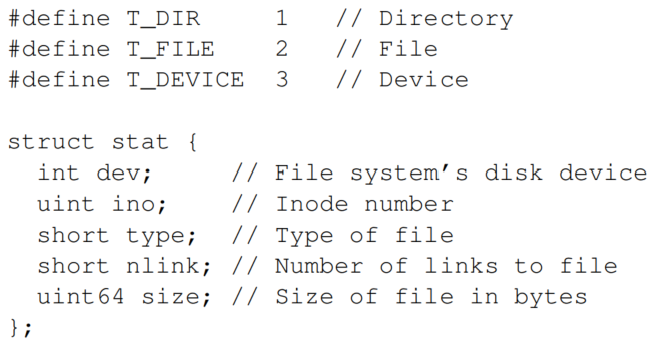 #define T_DIR 1 // Directory
#define T_FILE 2 // File
#define T_DEVICE 3 // Device
struct stat {
int dev; // File system’s disk device
uint ino; // Inode number
short type; // Type of file
short nlink; // Number of links to file
uint64 size; // Size of file in bytes
};